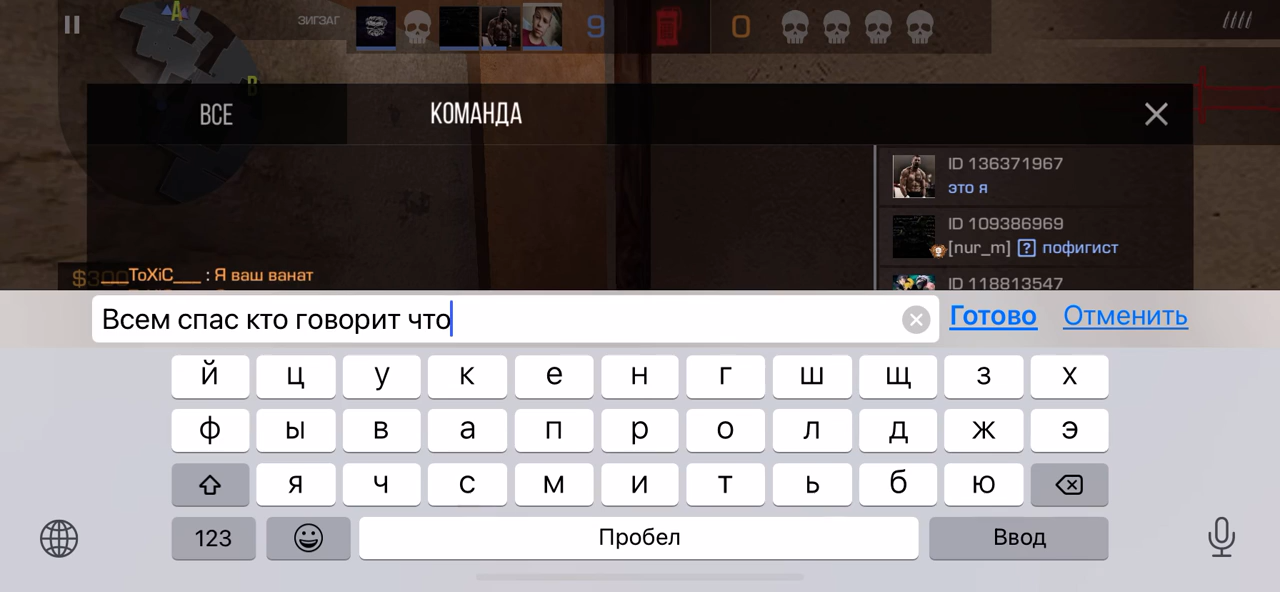 A
ЗИГЗАГ
9
0
B
ВСЕ
КОМАНДА
ID 136371967
это я
ID 109386969
[nur_m] ? пофигист
ID 118813547
$300
___ToXiC___ : Я ваш ванат
Всем спас кто говорит что
Готово
Отменить
й ц у к е н г ш щ з х
ф ы в а п р о л д ж э
я ч с м и т ь б ю
123
Пробел
Ввод